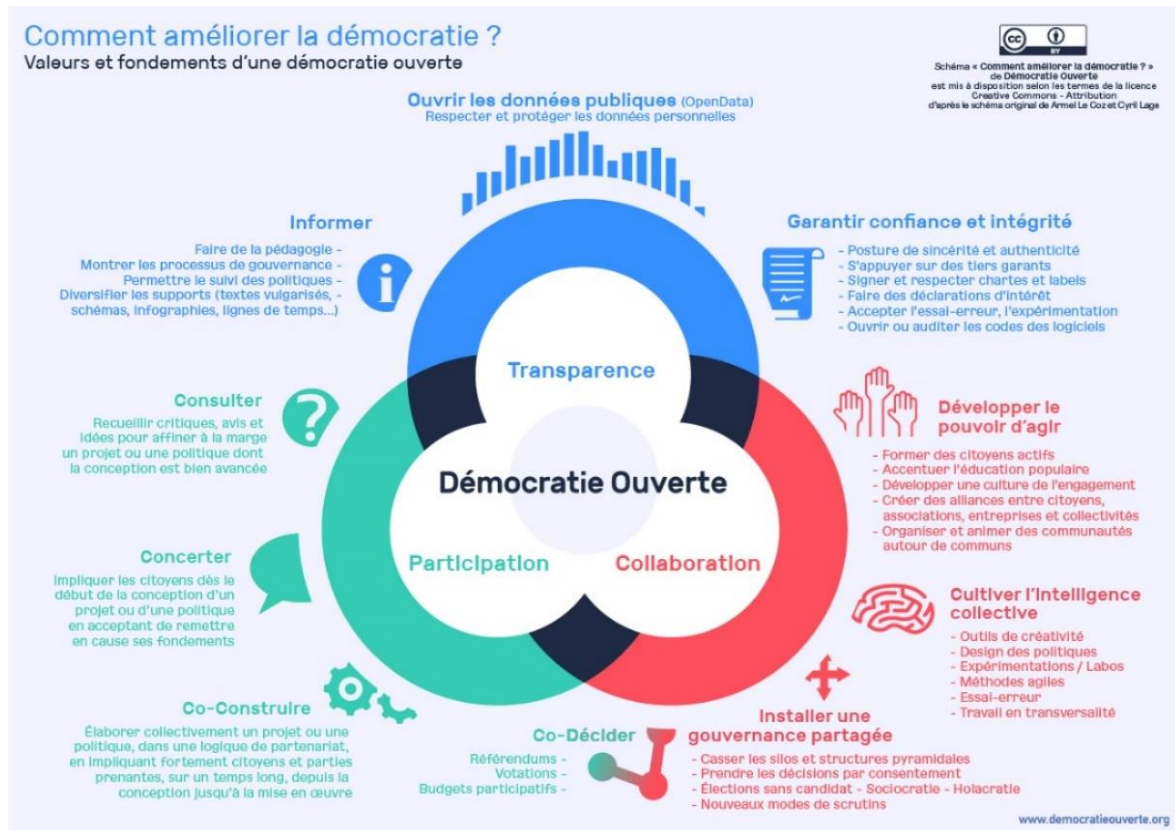 Comment améliorer la démocratie ?
Valeurs et fondements d'une démocratie ouverte
cc
BY
Schéma « Comment améliorer la démocratie ? »
de Démocratie Ouverte
est mis à disposition selon les termes de la licence
Creative Commons - Attribution
d'après le schéma original de Armel Le Coz et Cyril Lage
Ouvrir les données publiques (OpenData)
Respecter et protéger les données personnelles
Informer
Faire de la pédagogie -
Montrer les processus de gouvernance -
Permettre le suivi des politiques -
Diversifier les supports (textes vulgarisés, -
schémas, infographies, lignes de temps...)
i
Garantir confiance et intégrité
- Posture de sincérité et authenticité
- S'appuyer sur des tiers garants
- Signer et respecter chartes et labels
- Faire des déclarations d'intérêt
- Accepter l'essai-erreur, l'expérimentation
- Ouvrir ou auditer les codes des logiciels
Transparence
Consulter
Recueillir critiques, avis et
idées pour affiner à la marge
un projet ou une politique dont
la conception est bien avancée
?
Développer le
pouvoir d'agir
- Former des citoyens actifs
- Accentuer l'éducation populaire
- Développer une culture de l'engagement
- Créer des alliances entre citoyens,
associations, entreprises et collectivités
- Organiser et animer des communautés
autour de communs
Démocratie Ouverte
Participation
Collaboration
Concerter
Impliquer les citoyens dès le
début de la conception d'un
projet ou d'une politique
en acceptant de remettre
en cause ses fondements
Cultiver l'intelligence
collective
- Outils de créativité
- Design des politiques
- Expérimentations / Labos
- Méthodes agiles
- Essai-erreur
- Travail en transversalité
Co-Construire
Élaborer collectivement un projet ou une
politique, dans une logique de partenariat,
en impliquant fortement citoyens et parties
prenantes, sur un temps long, depuis la
conception jusqu'à la mise en œuvre
Co-Décider
Référendums -
Votations -
Budgets participatifs -
Installer une
gouvernance partagée
- Casser les silos et structures pyramidales
- Prendre les décisions par consentement
- Élections sans candidat - Sociocratie - Holacratie
- Nouveaux modes de scrutins
www.democratieouverte.org